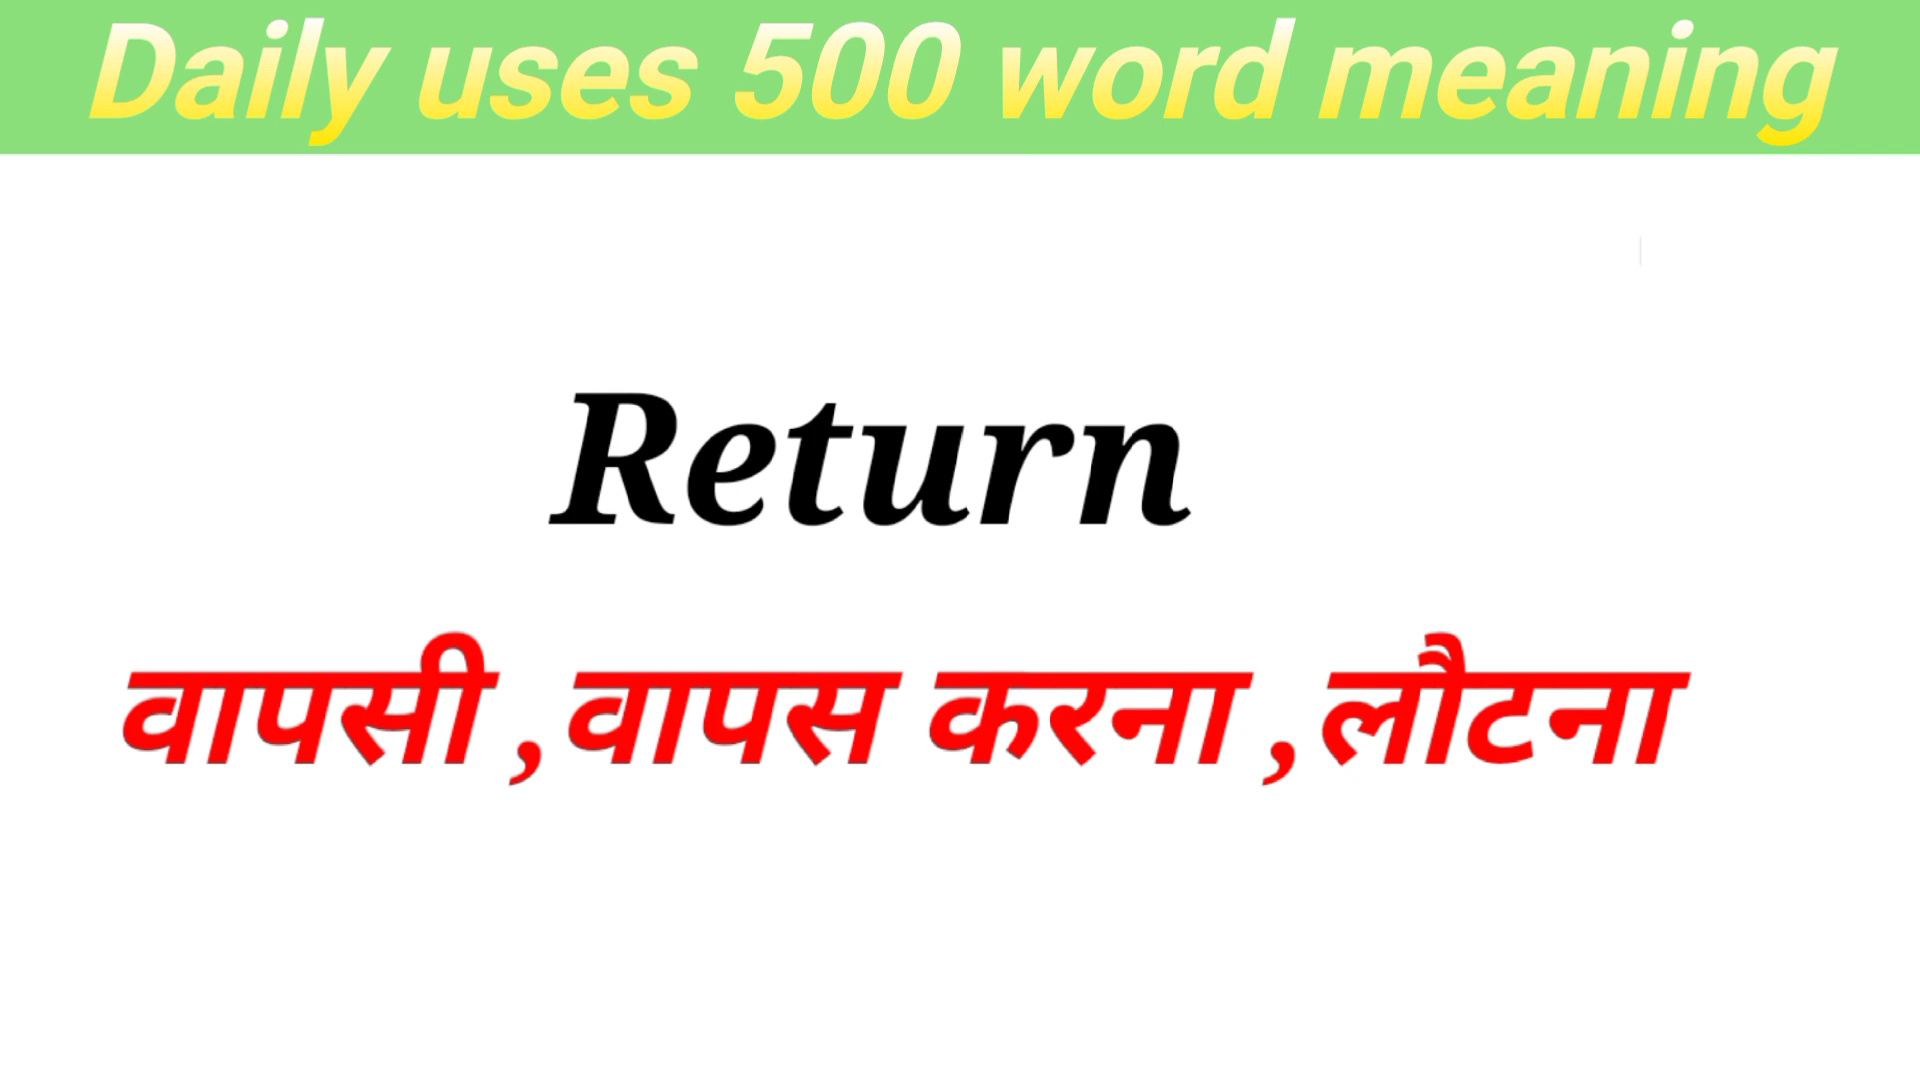 Daily uses 500 word meaning
Return
वापसी ,वापस करना ,लौटना